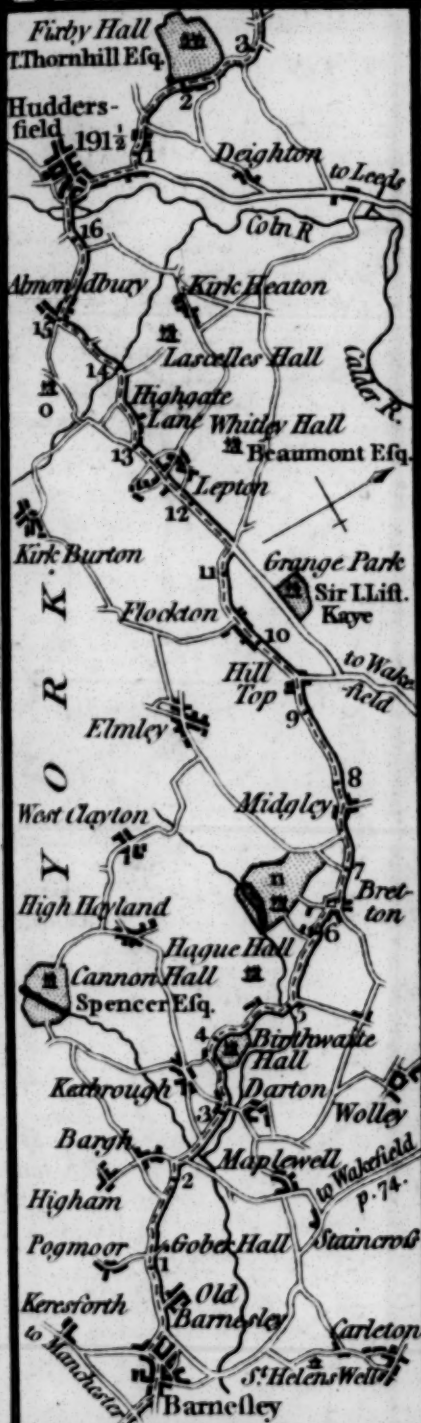 Firby Hall
T. Thornhill Esq.
3
2
Hudders-
field
191½
1
Deighton
to Leeds
Coln R
16
Almondbury
Kirk Heaton
15
Calder R.
14
Lascelles Hall
0
Highgate
Lane
Whitley Hall
13
Beaumont Esq.
Lepton
12
Kirk Burton
Grange Park
11
Sir I. List.
Kaye
Flockton
10
YORK.
Hill
Top
to Wake-
field
9
Elmley
8
Midgley
West Clayton
7
n
Bret-
ton
High Hoyland
6
Hague Hall
Cannon Hall
Spencer Esq.
5
4
Birthwaite
Hall
Kexbrough
3
Darton
Wolley
Bargh
Maplewell
2
to Wakefield
p. 74.
Higham
Staincroſs
Pogmoor
Gober Hall
1
Keresforth
Old
Barneſley
Carleton
to Manchester
St. Helens Well
Barneſley